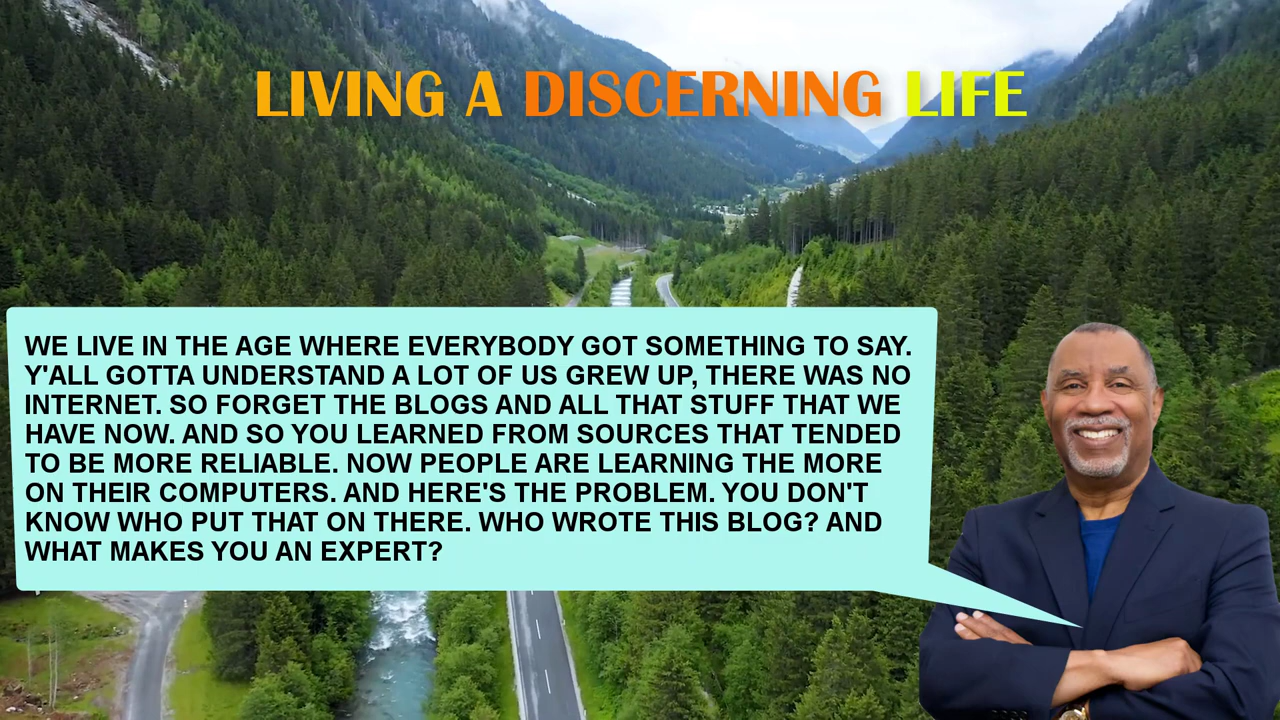 LIVING A DISCERNING LIFE
WE LIVE IN THE AGE WHERE EVERYBODY GOT SOMETHING TO SAY.
Y'ALL GOTTA UNDERSTAND A LOT OF US GREW UP, THERE WAS NO
INTERNET. SO FORGET THE BLOGS AND ALL THAT STUFF THAT WE
HAVE NOW. AND SO YOU LEARNED FROM SOURCES THAT TENDED
TO BE MORE RELIABLE. NOW PEOPLE ARE LEARNING THE MORE
ON THEIR COMPUTERS. AND HERE'S THE PROBLEM. YOU DON'T
KNOW WHO PUT THAT ON THERE. WHO WROTE THIS BLOG? AND
WHAT MAKES YOU AN EXPERT?